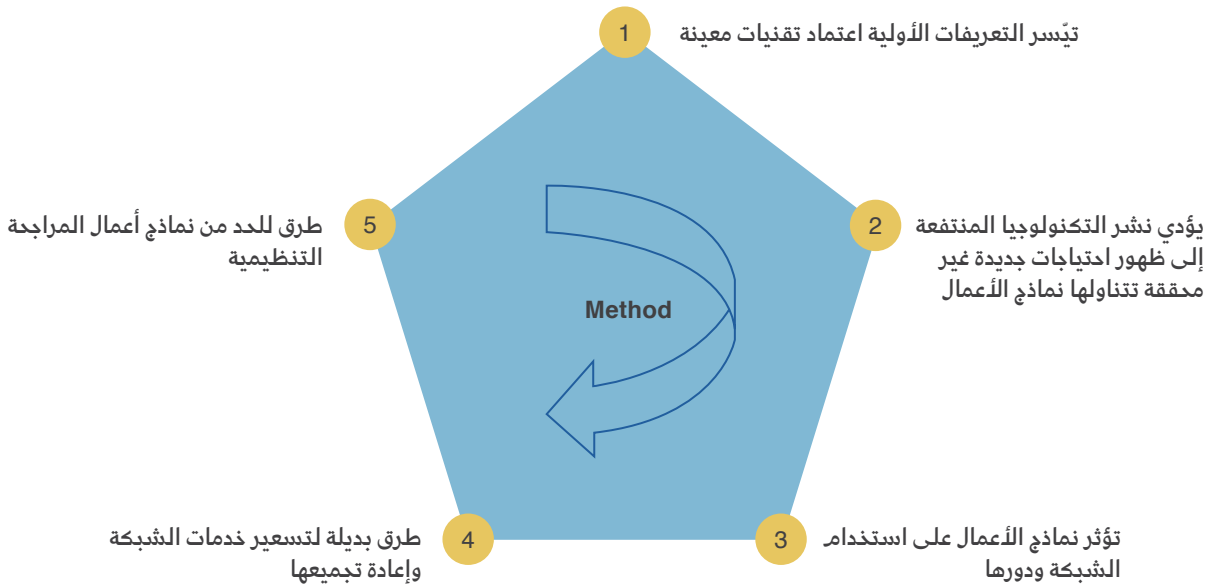 1
تيّسر التعريفات الأولية اعتماد تقنيات معينة
2
يؤدي نشر التكنولوجيا المنتفعة
إلى ظهور احتياجات جديدة غير
محققة تتناولها نماذج الأعمال
3
تؤثر نماذج الأعمال على استخدام
الشبكة ودورها
4
طرق بديلة لتسعير خدمات الشبكة
وإعادة تجميعها
5
طرق للحد من نماذج أعمال المراجحة
التنظيمية
Method